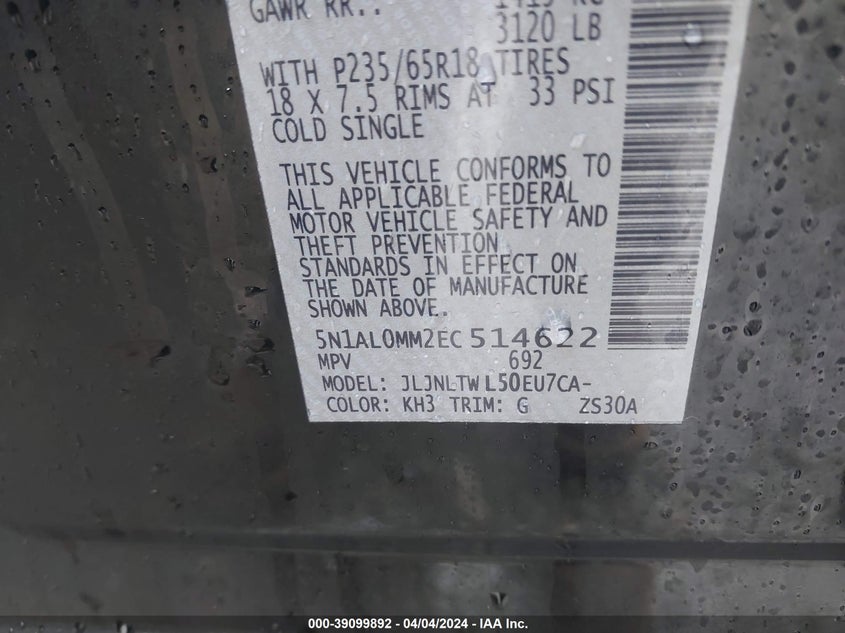 GAWR RR.:
3120 LB
WITH P235/65R18 TIRES
18 X 7.5 RIMS AT 33 PSI
COLD SINGLE
THIS VEHICLE CONFORMS TO
ALL APPLICABLE FEDERAL
MOTOR VEHICLE SAFETY AND
THEFT PREVENTION
STANDARDS IN EFFECT ON
THE DATE OF MANUFACTURE
SHOWN ABOVE.
5N1AL0MM2EC514622
MPV 692
MODEL: JLJNLTWL50EU7CA-
COLOR: KH3 TRIM: G ZS30A
000-39099892 - 04/04/2024 - IAA Inc.